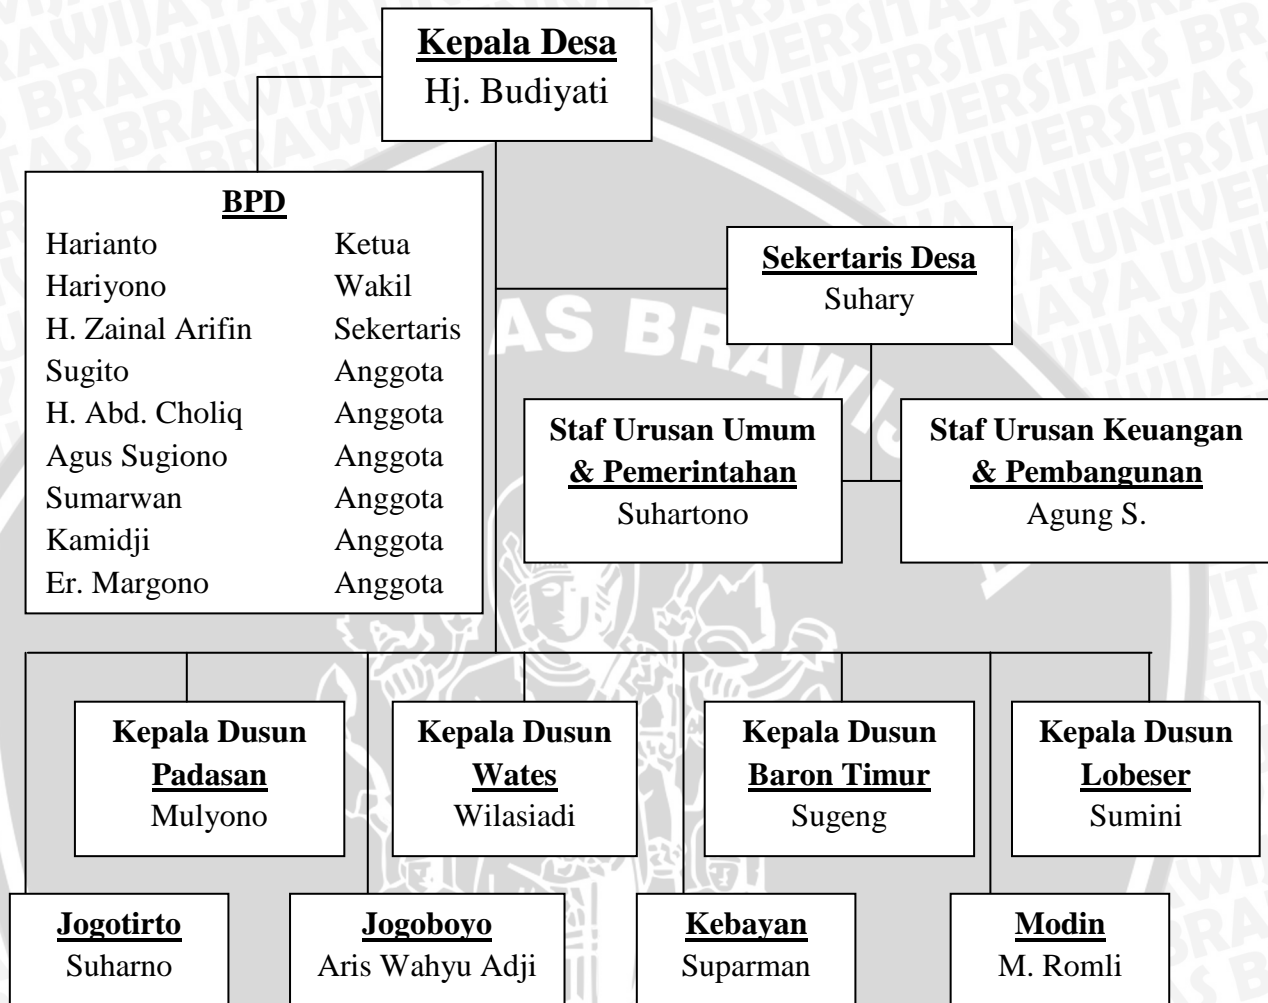 Kepala Desa
Hj. Budiyati
BPD
Harianto Ketua
Hariyono Wakil
H. Zainal Arifin Sekertaris
Sugito Anggota
H. Abd. Choliq Anggota
Agus Sugiono Anggota
Sumarwan Anggota
Kamidji Anggota
Er. Margono Anggota
Sekertaris Desa
Suhary
Staf Urusan Umum
& Pemerintahan
Suhartono
Staf Urusan Keuangan
& Pembangunan
Agung S.
Kepala Dusun
Padasan
Mulyono
Kepala Dusun
Wates
Wilasiadi
Kepala Dusun
Baron Timur
Sugeng
Kepala Dusun
Lobeser
Sumini
Jogotirto
Suharno
Jogoboyo
Aris Wahyu Adji
Kebayan
Suparman
Modin
M. Romli